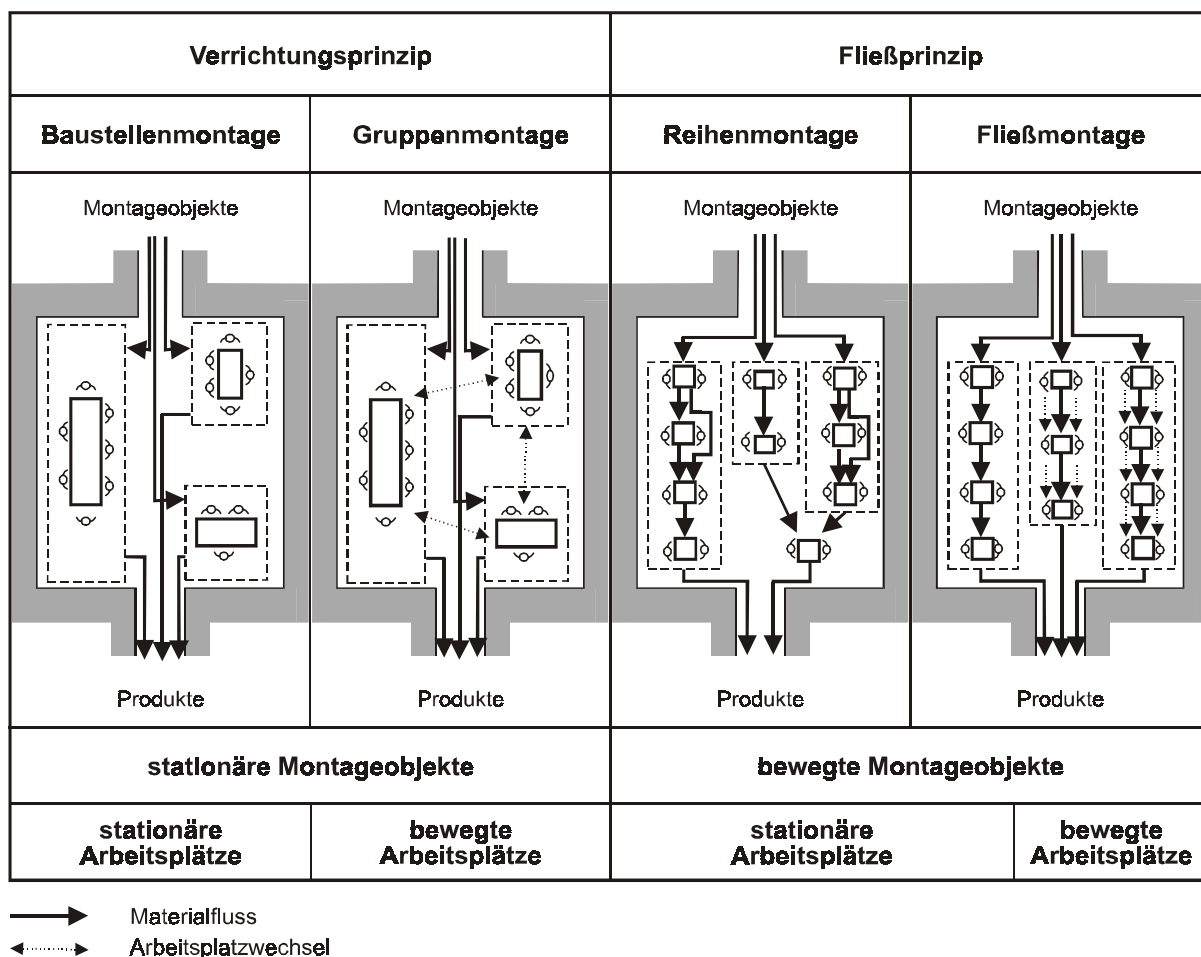 Verrichtungsprinzip
Fließprinzip
Baustellenmontage
Gruppenmontage
Reihenmontage
Fließmontage
Montageobjekte
Montageobjekte
Montageobjekte
Montageobjekte
Produkte
Produkte
Produkte
Produkte
stationäre Montageobjekte
bewegte Montageobjekte
stationäre
Arbeitsplätze
bewegte
Arbeitsplätze
stationäre
Arbeitsplätze
bewegte
Arbeitsplätze
Materialfluss
Arbeitsplatzwechsel